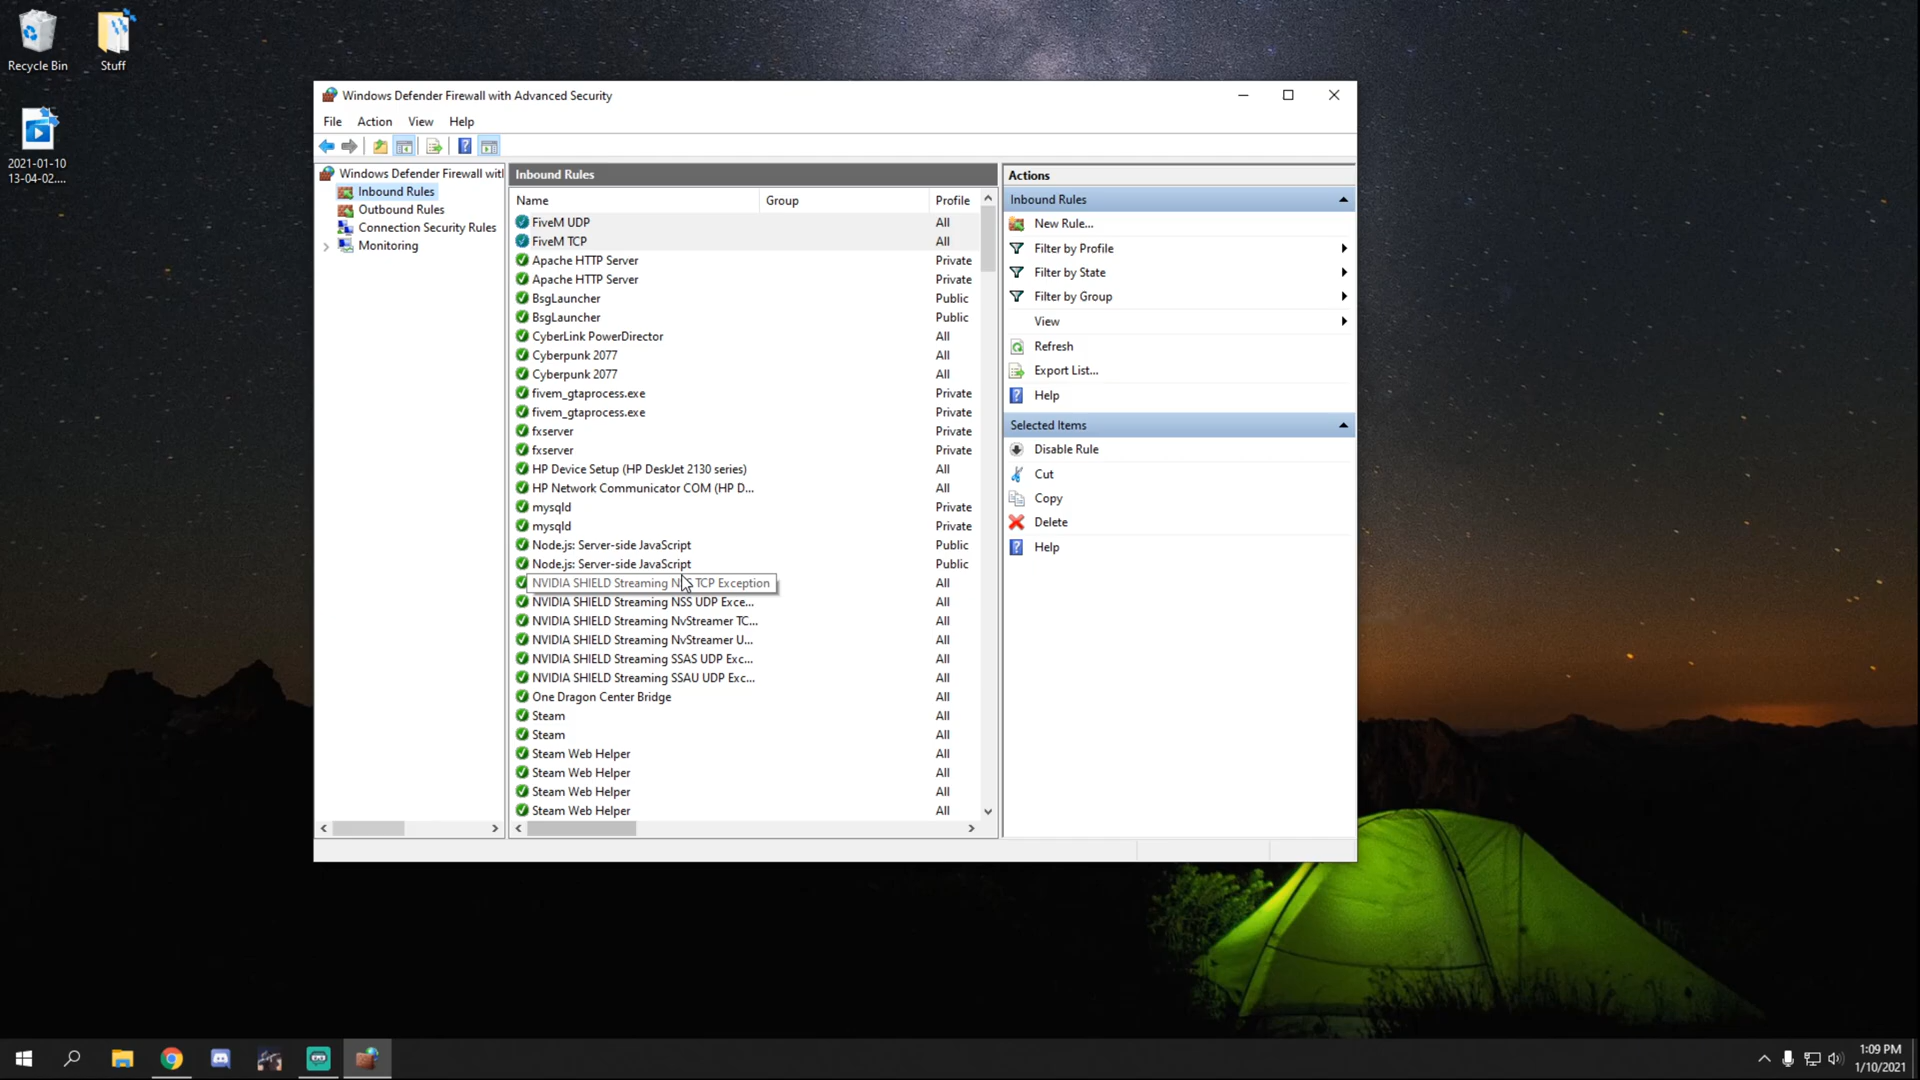 Recycle Bin
Stuff
2021-01-10
13-04-02....
Windows Defender Firewall with Advanced Security
File Action View Help
Windows Defender Firewall with
Inbound Rules
Outbound Rules
Connection Security Rules
Monitoring
Inbound Rules
Name Group Profile
FiveM UDP All
FiveM TCP All
Apache HTTP Server Private
Apache HTTP Server Private
BsgLauncher Public
BsgLauncher Public
CyberLink PowerDirector All
Cyberpunk 2077 All
Cyberpunk 2077 All
fivem_gtaprocess.exe Private
fivem_gtaprocess.exe Private
fxserver Private
fxserver Private
HP Device Setup (HP DeskJet 2130 series) All
HP Network Communicator COM (HP D... All
mysqld Private
mysqld Private
Node.js: Server-side JavaScript Public
Node.js: Server-side JavaScript Public
NVIDIA SHIELD Streaming TCP Exception All
NVIDIA SHIELD Streaming NSS UDP Exce... All
NVIDIA SHIELD Streaming NvStreamer TC... All
NVIDIA SHIELD Streaming NvStreamer U... All
NVIDIA SHIELD Streaming SSAS UDP Exc... All
NVIDIA SHIELD Streaming SSAU UDP Exc... All
One Dragon Center Bridge All
Steam All
Steam All
Steam Web Helper All
Steam Web Helper All
Steam Web Helper All
Steam Web Helper All
Actions
Inbound Rules
New Rule...
Filter by Profile
Filter by State
Filter by Group
View
Refresh
Export List...
Help
Selected Items
Disable Rule
Cut
Copy
Delete
Help
1:09 PM
1/10/2021